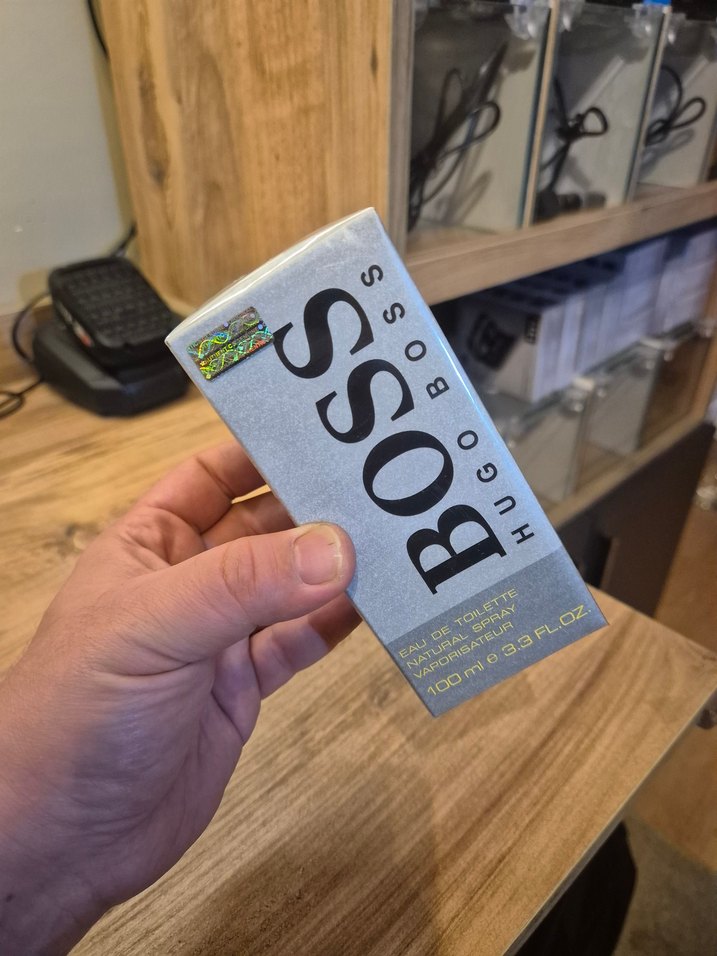 BOSS
HUGO BOSS
EAU DE TOILETTE
NATURAL SPRAY
VAPORISATEUR
100 ml e 3.3 FL.OZ.